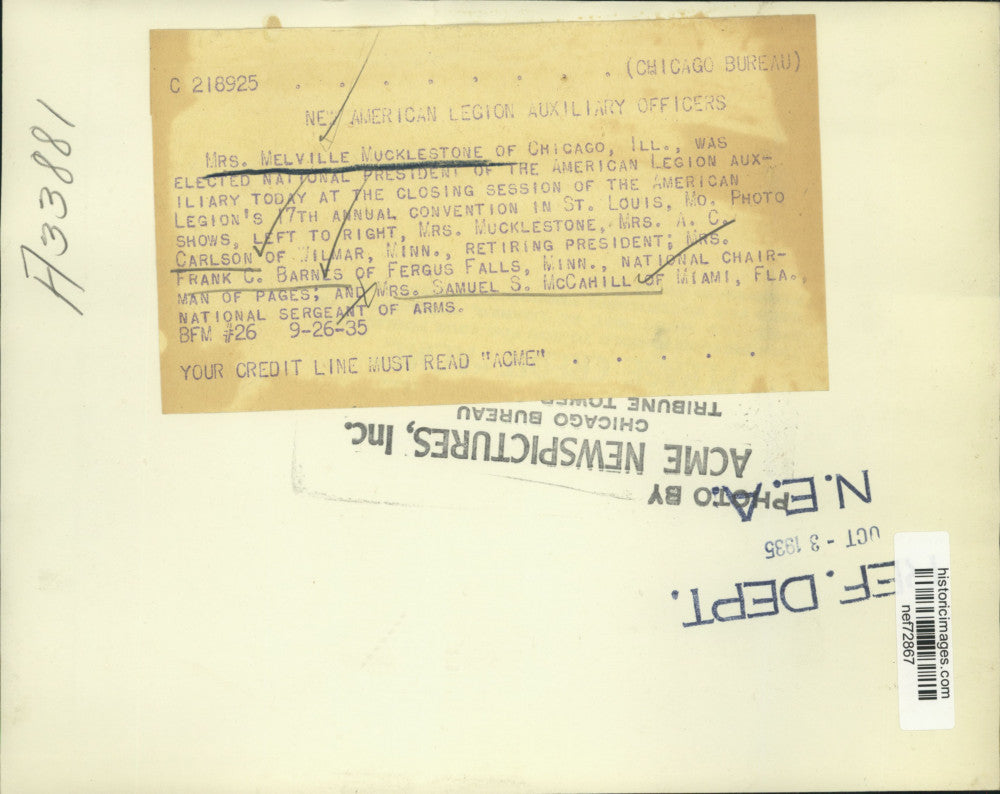 C 218925 . . . . . . . . (CHICAGO BUREAU)
NEW AMERICAN LEGION AUXILIARY OFFICERS
MRS. MELVILLE MUCKLESTONE OF CHICAGO, ILL., WAS
ELECTED NATIONAL PRESIDENT OF THE AMERICAN LEGION AUX-
ILIARY TODAY AT THE CLOSING SESSION OF THE AMERICAN
LEGION'S 17TH ANNUAL CONVENTION IN ST. LOUIS, MO. PHOTO
SHOWS, LEFT TO RIGHT, MRS. MUCKLESTONE, MRS. A. C.
CARLSON OF WILMAR, MINN., RETIRING PRESIDENT; MRS.
FRANK C. BARNES OF FERGUS FALLS, MINN., NATIONAL CHAIR-
MAN OF PAGES; AND MRS. SAMUEL S. MCCAHILL OF MIAMI, FLA.,
NATIONAL SERGEANT OF ARMS.
BFM #26 9-26-35
YOUR CREDIT LINE MUST READ "ACME" . . . . .
A33881
PHOTO BY
ACME NEWSPICTURES, Inc.
CHICAGO BUREAU
TRIBUNE TOWER
N.E.A.
OCT - 3 1935
EF. DEPT.
historicimages.com
nef72867